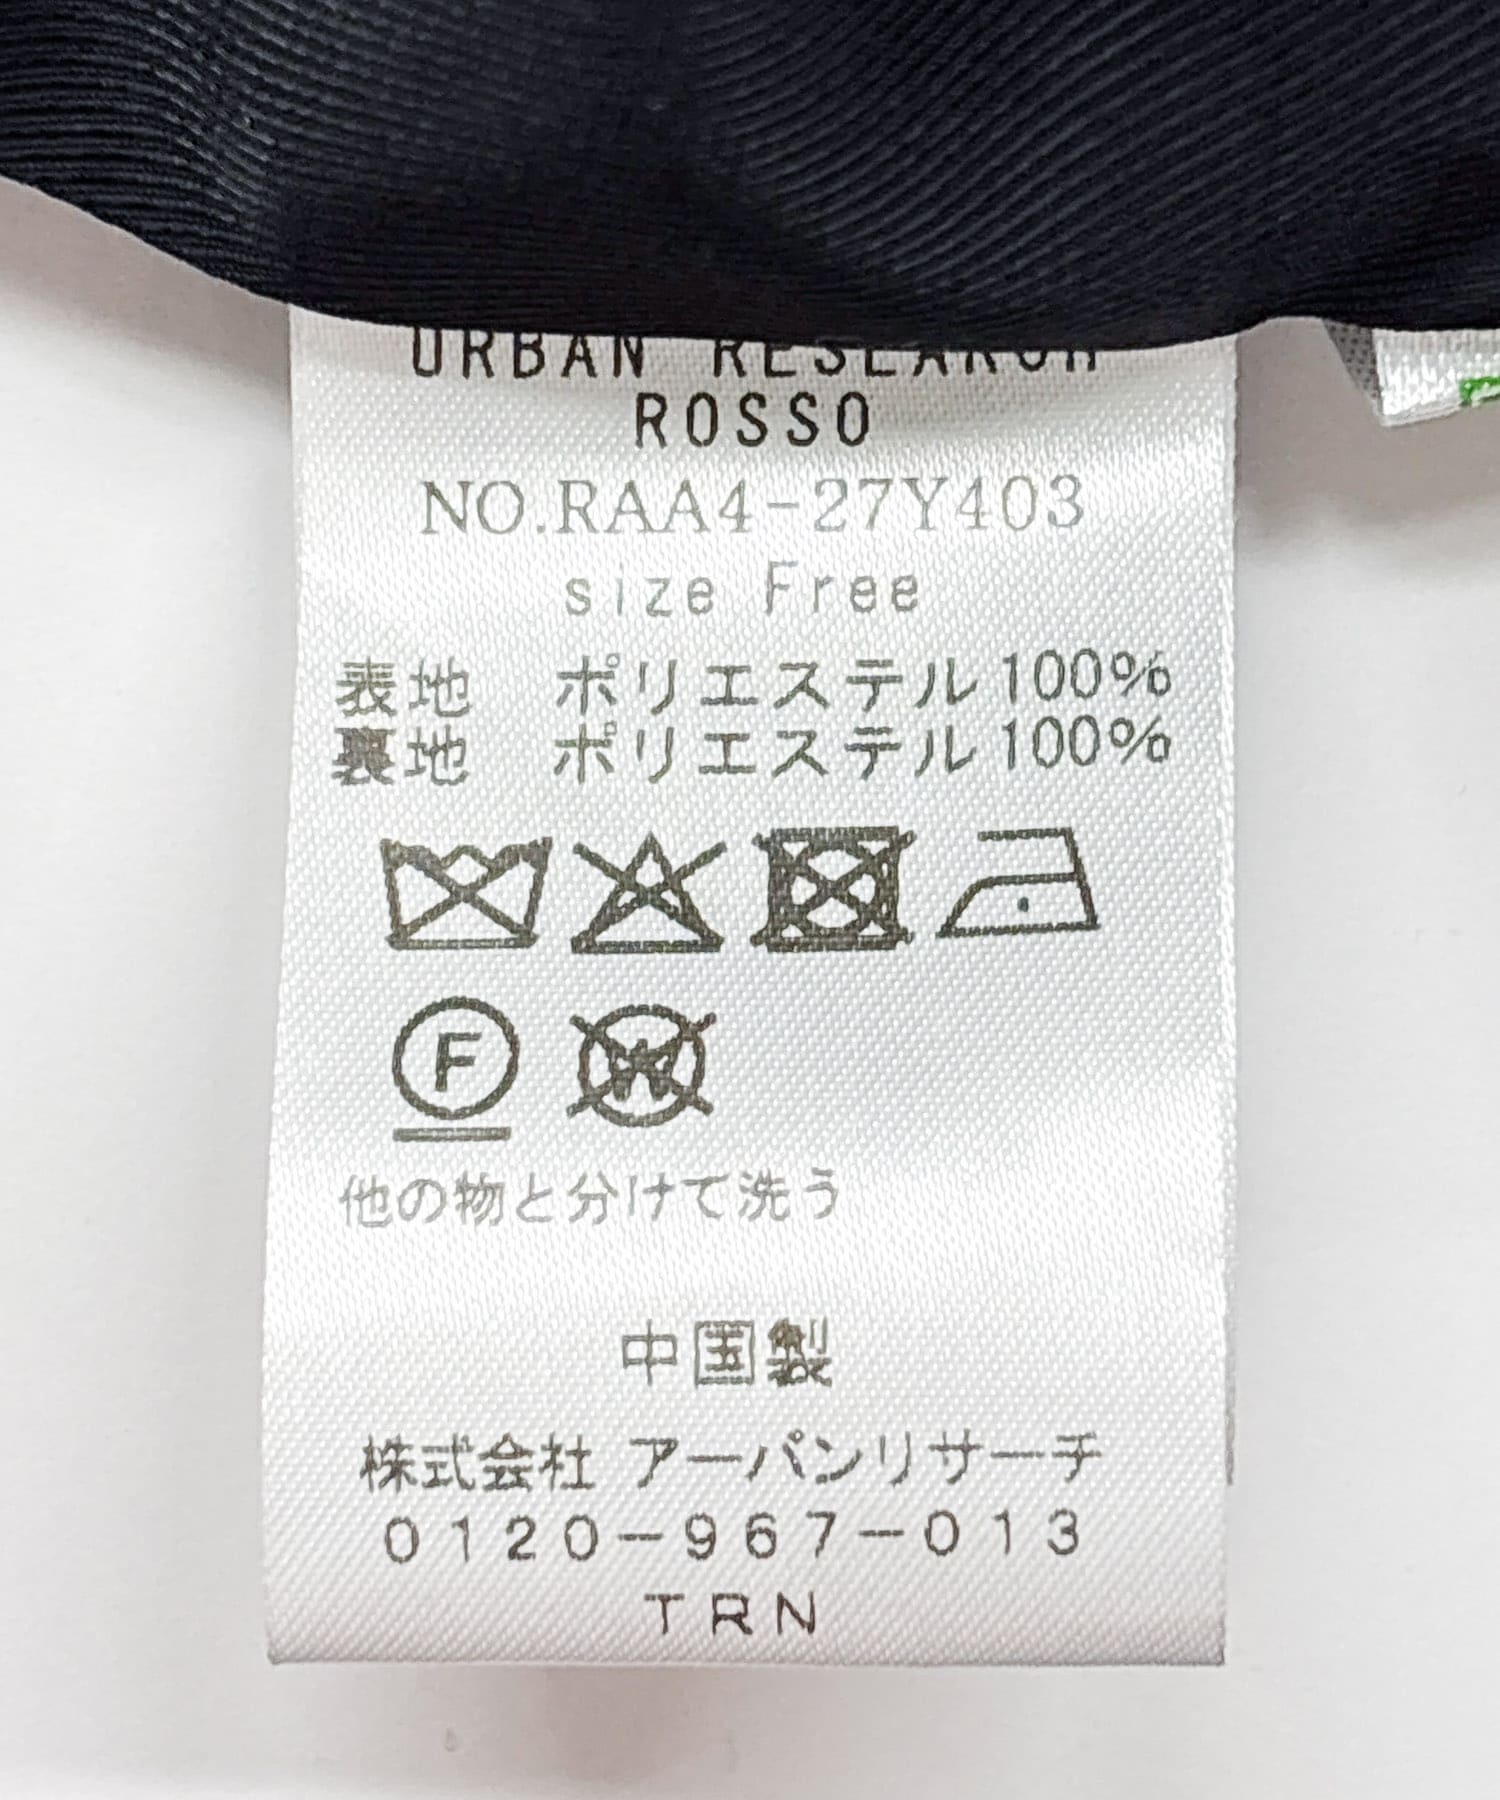 URBAN RESEARCH
ROSSO
NO.RAA4-27Y403
size Free
表地 ポリエステル100%
裏地 ポリエステル100%
F
W
他の物と分けて洗う
中国製
株式会社 アーバンリサーチ
0120-967-013
TRN